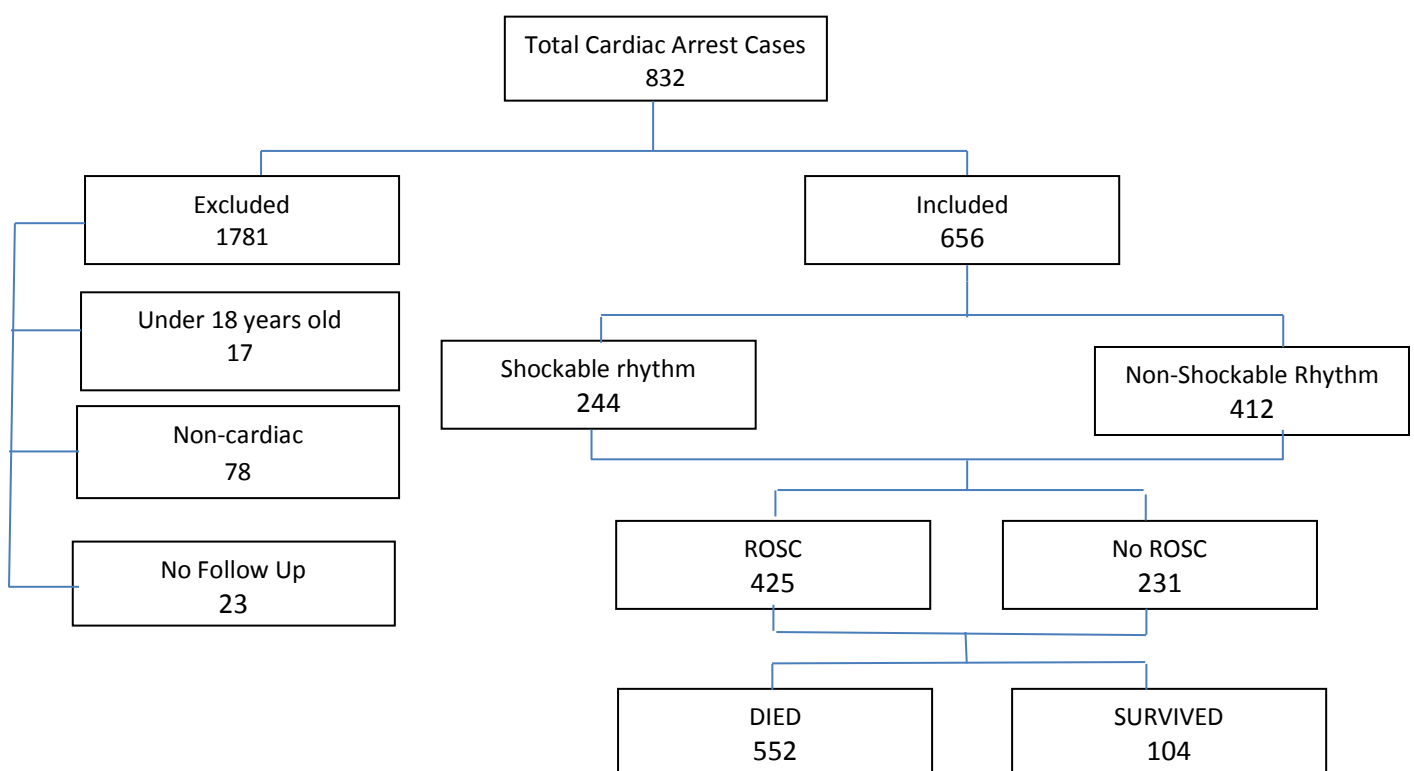 Total Cardiac Arrest Cases
832
Excluded
1781
Included
656
Under 18 years old
17
Shockable rhythm
244
Non-Shockable Rhythm
412
Non-cardiac
78
ROSC
425
No ROSC
231
No Follow Up
23
DIED
552
SURVIVED
104